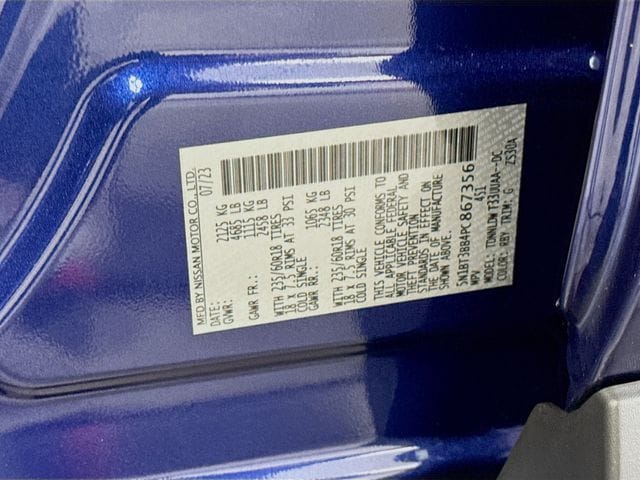 MFD BY NISSAN MOTOR CO., LTD.
DATE: 07/23
GVWR: 2125 KG
4685 LB
GAWR FR.: 1115 KG
2458 LB
WITH 235/60R18 TIRES
18 x 7.5J RIMS AT 33 PSI
COLD SINGLE
GAWR RR.: 1065 KG
2348 LB
WITH 235/60R18 TIRES
18 x 7.5J RIMS AT 30 PSI
COLD SINGLE
THIS VEHICLE CONFORMS TO
ALL APPLICABLE FEDERAL
MOTOR VEHICLE SAFETY AND
THEFT PREVENTION
STANDARDS IN EFFECT
ON THE DATE OF MANUFACTURE
SHOWN ABOVE.
5N1BT3BB4PC867356
MPV 451
MODEL: TDNNLDWT33UUAA--DC
COLOR: RBY TRIM: G ZS30A